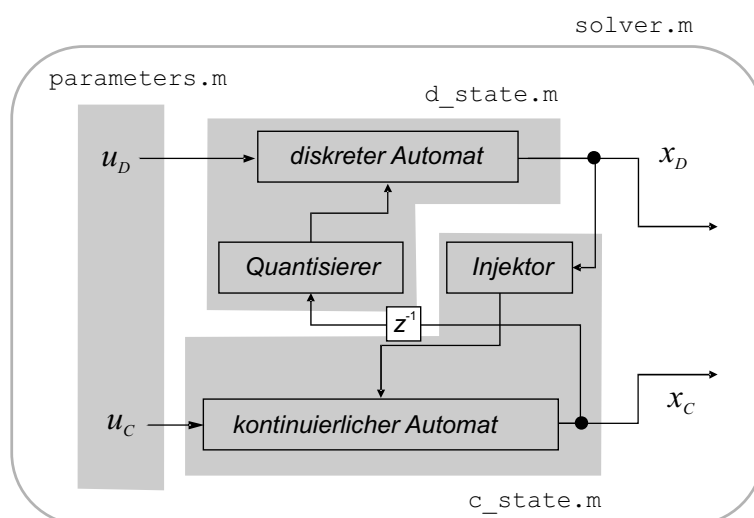 solver.m
parameters.m
d_state.m
u_D
diskreter Automat
x_D
Quantisierer
Injektor
z^-1
u_C
kontinuierlicher Automat
x_C
c_state.m